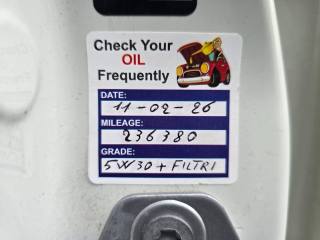 Check Your
OIL
Frequently
DATE:
11-02-26
MILEAGE:
236380
GRADE:
5W30 + FILTRI